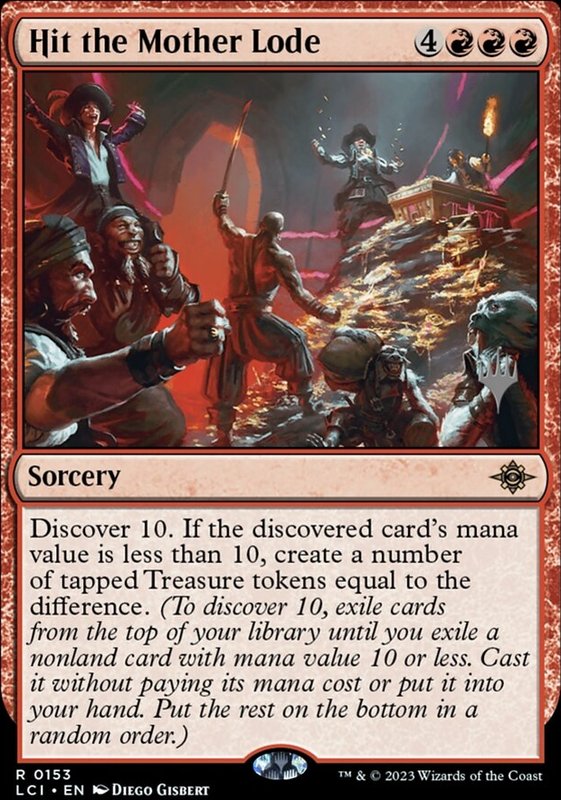 Hit the Mother Lode 4
Sorcery
Discover 10. If the discovered card's mana
value is less than 10, create a number
of tapped Treasure tokens equal to the
difference. (To discover 10, exile cards
from the top of your library until you exile a
nonland card with mana value 10 or less. Cast
it without paying its mana cost or put it into
your hand. Put the rest on the bottom in a
random order.)
R 0153
LCI • EN Diego Gisbert
™ & © 2023 Wizards of the Coast